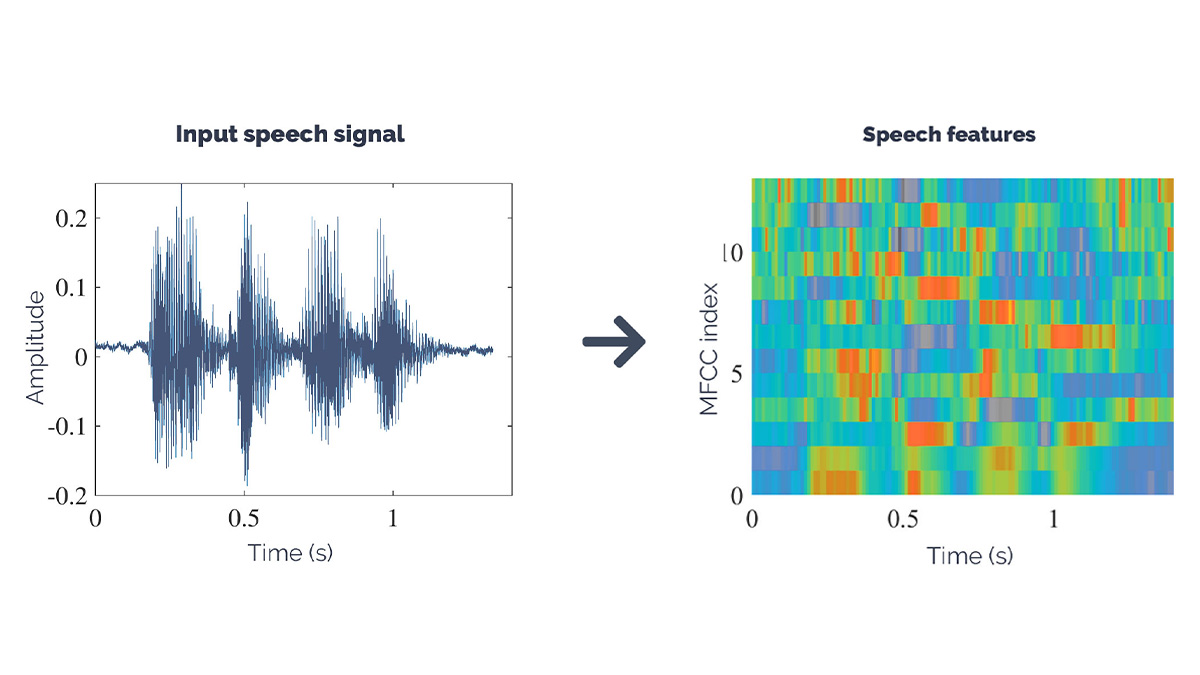 Input speech signal
Amplitude
0.2
0.1
0
-0.1
-0.2
0
0.5
1
Time (s)
Speech features
MFCC index
10
5
0
0
0.5
1
Time (s)